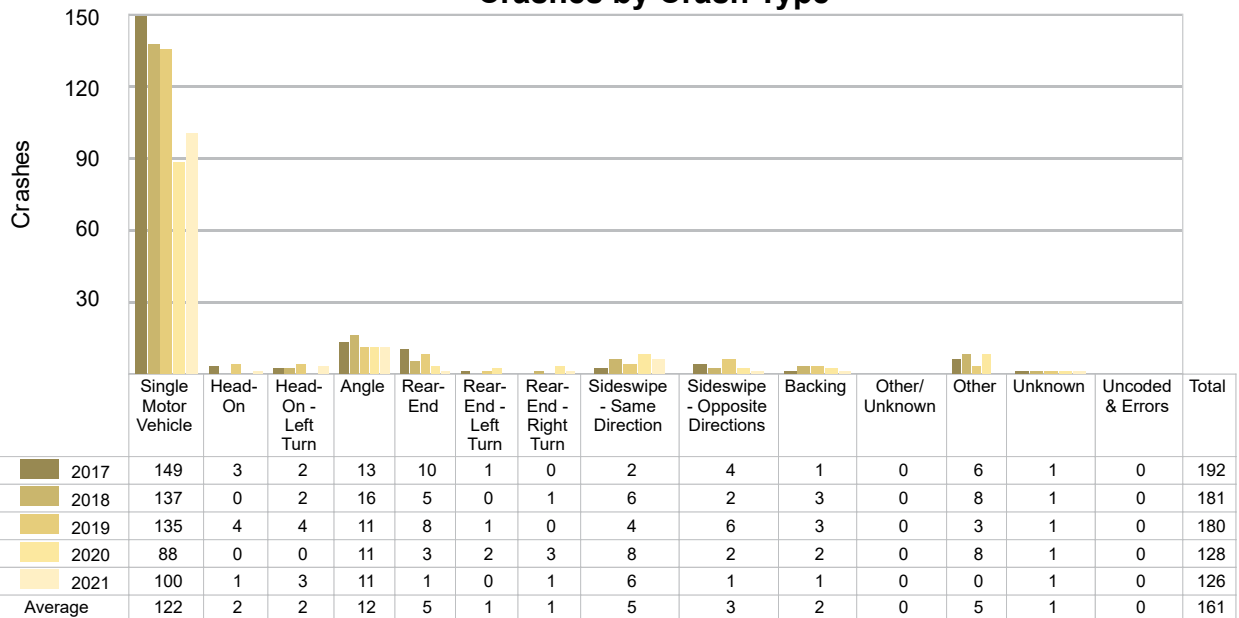 Crashes by Crash Type
150
120
90
60
30
Crashes
Single Motor Vehicle Head-On Head-On - Left Turn Angle Rear-End Rear-End - Left Turn Rear-End - Right Turn Sideswipe - Same Direction Sideswipe - Opposite Directions Backing Other/ Unknown Other Unknown Uncoded & Errors Total
2017 149 3 2 13 10 1 0 2 4 1 0 6 1 0 192
2018 137 0 2 16 5 0 1 6 2 3 0 8 1 0 181
2019 135 4 4 11 8 1 0 4 6 3 0 3 1 0 180
2020 88 0 0 11 3 2 3 8 2 2 0 8 1 0 128
2021 100 1 3 11 1 0 1 6 1 1 0 0 1 0 126
Average 122 2 2 12 5 1 1 5 3 2 0 5 1 0 161